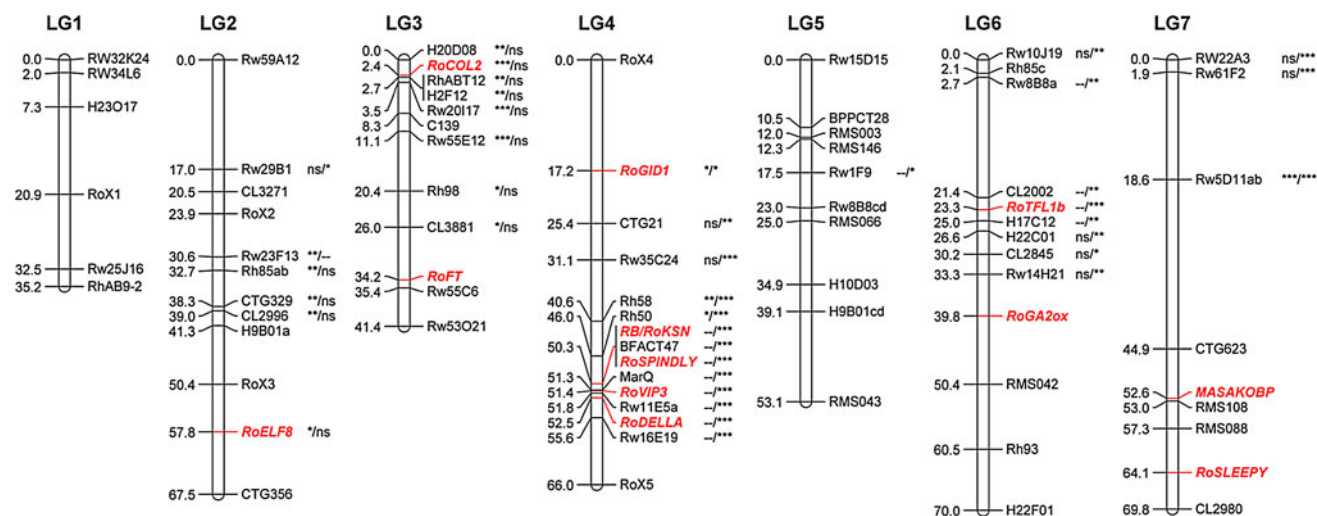 LG1
0.0 RW32K24
2.0 RW34L6
7.3 H23O17
20.9 RoX1
32.5 Rw25J16
35.2 RhAB9-2
LG2
0.0 Rw59A12
17.0 Rw29B1 ns/*
20.5 CL3271
23.9 RoX2
30.6 Rw23F13 **/--
32.7 Rh85ab **/ns
38.3 CTG329 **/ns
39.0 CL2996 **/ns
41.3 H9B01a
50.4 RoX3
57.8 RoELF8 */ns
67.5 CTG356
LG3
0.0 H20D08 **/ns
2.4 RoCOL2 ***/ns
RhABT12 **/ns
2.7 H2F12 **/ns
3.5 Rw20I17 ***/ns
8.3 C139
11.1 Rw55E12 ***/ns
20.4 Rh98 */ns
26.0 CL3881 */ns
34.2 RoFT
35.4 Rw55C6
41.4 Rw53O21
LG4
0.0 RoX4
17.2 RoGID1 */*
25.4 CTG21 ns/**
31.1 Rw35C24 ns/***
40.6 Rh58 **/***
46.0 Rh50 */***
RB/RoKSN --/***
50.3 BFACT47 --/***
RoSPINDLY --/***
51.3 MarQ --/***
51.4 RoVIP3 --/***
51.8 Rw11E5a --/***
52.5 RoDELLA --/***
55.6 Rw16E19 --/***
66.0 RoX5
LG5
0.0 Rw15D15
10.5 BPPCT28
12.0 RMS003
12.3 RMS146
17.5 Rw1F9 --/*
23.0 Rw8B8cd
25.0 RMS066
34.9 H10D03
39.1 H9B01cd
53.1 RMS043
LG6
0.0 Rw10J19 ns/**
2.1 Rh85c
2.7 Rw8B8a --/**
21.4 CL2002 --/**
23.3 RoTFL1b --/***
25.0 H17C12 --/**
26.6 H22C01 ns/**
30.2 CL2845 ns/*
33.3 Rw14H21 ns/**
39.8 RoGA2ox
50.4 RMS042
60.5 Rh93
70.0 H22F01
LG7
0.0 RW22A3 ns/***
1.9 Rw61F2 ns/***
18.6 Rw5D11ab ***/***
44.9 CTG623
52.6 MASAKOBP
53.0 RMS108
57.3 RMS088
64.1 RoSLEEPY
69.8 CL2980